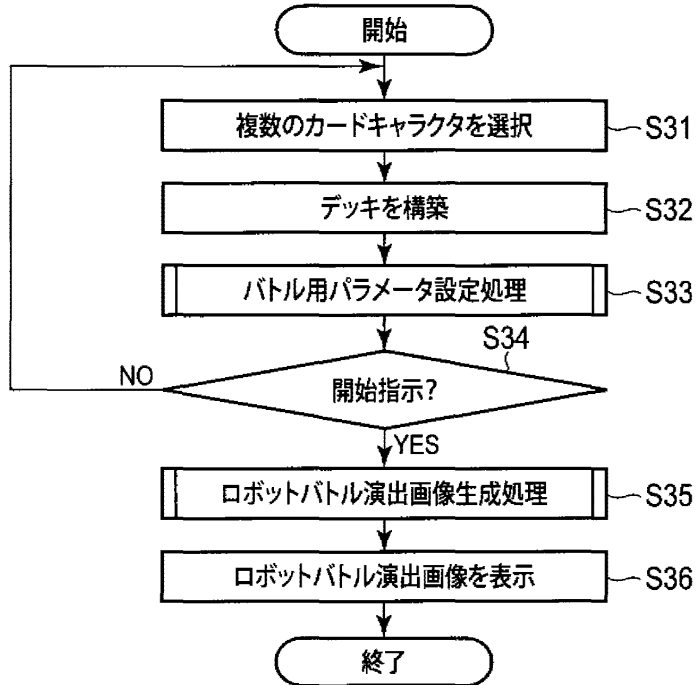 開始
複数のカードキャラクタを選択 S31
デッキを構築 S32
バトル用パラメータ設定処理 S33
S34
NO 開始指示?
YES
ロボットバトル演出画像生成処理 S35
ロボットバトル演出画像を表示 S36
終了